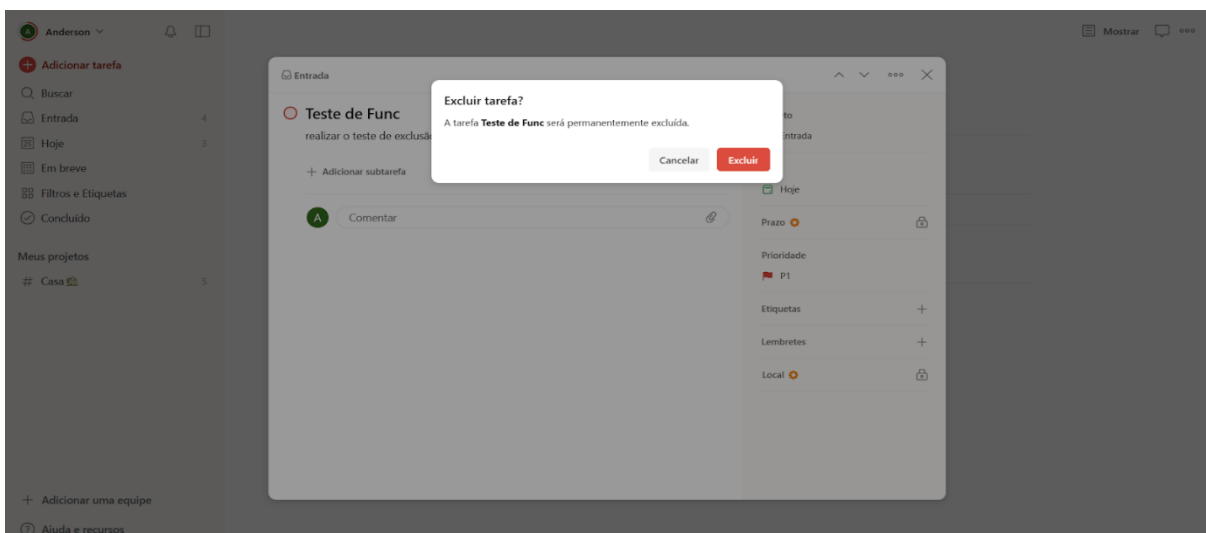 Anderson
Mostrar
Adicionar tarefa
Buscar
Entrada 4
Hoje 3
Em breve
Filtros e Etiquetas
Concluído
Meus projetos
# Casa 5
Adicionar uma equipe
Ajuda e recursos
Entrada
Teste de Func
realizar o teste de exclusã
Adicionar subtarefa
A
Comentar
Excluir tarefa?
A tarefa Teste de Func será permanentemente excluída.
Cancelar Excluir
to
ntrada
Hoje
Prazo
Prioridade
P1
Etiquetas
Lembretes
Local